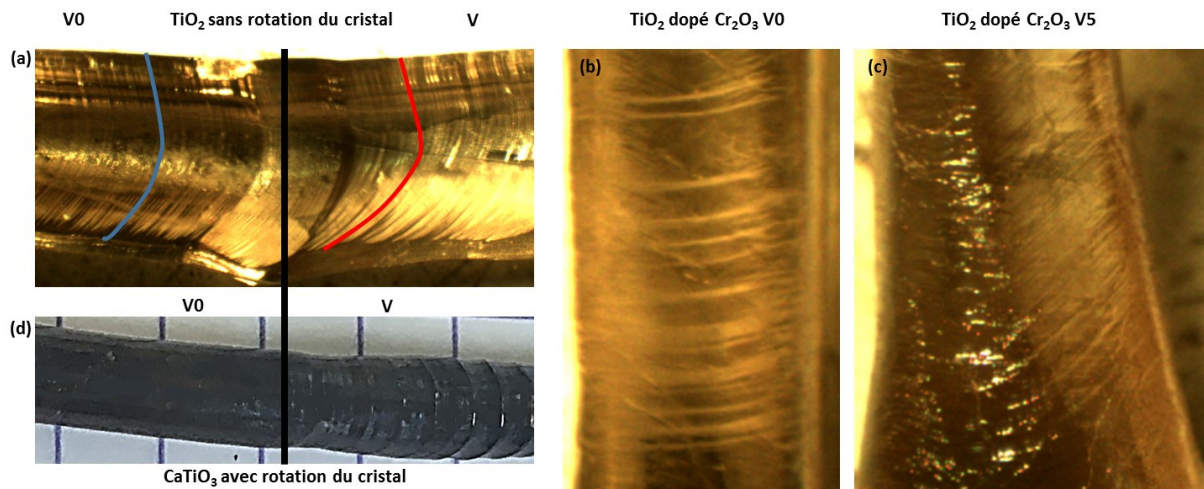 V0 TiO₂ sans rotation du cristal V
TiO₂ dopé Cr₂O₃ V0
TiO₂ dopé Cr₂O₃ V5
(a)
(b)
(c)
V0 V
(d)
CaTiO₃ avec rotation du cristal